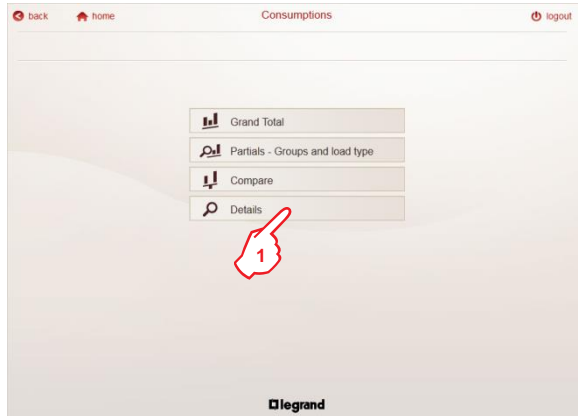 back home Consumptions logout
Grand Total
Partials - Groups and load type
Compare
Details
1
legrand